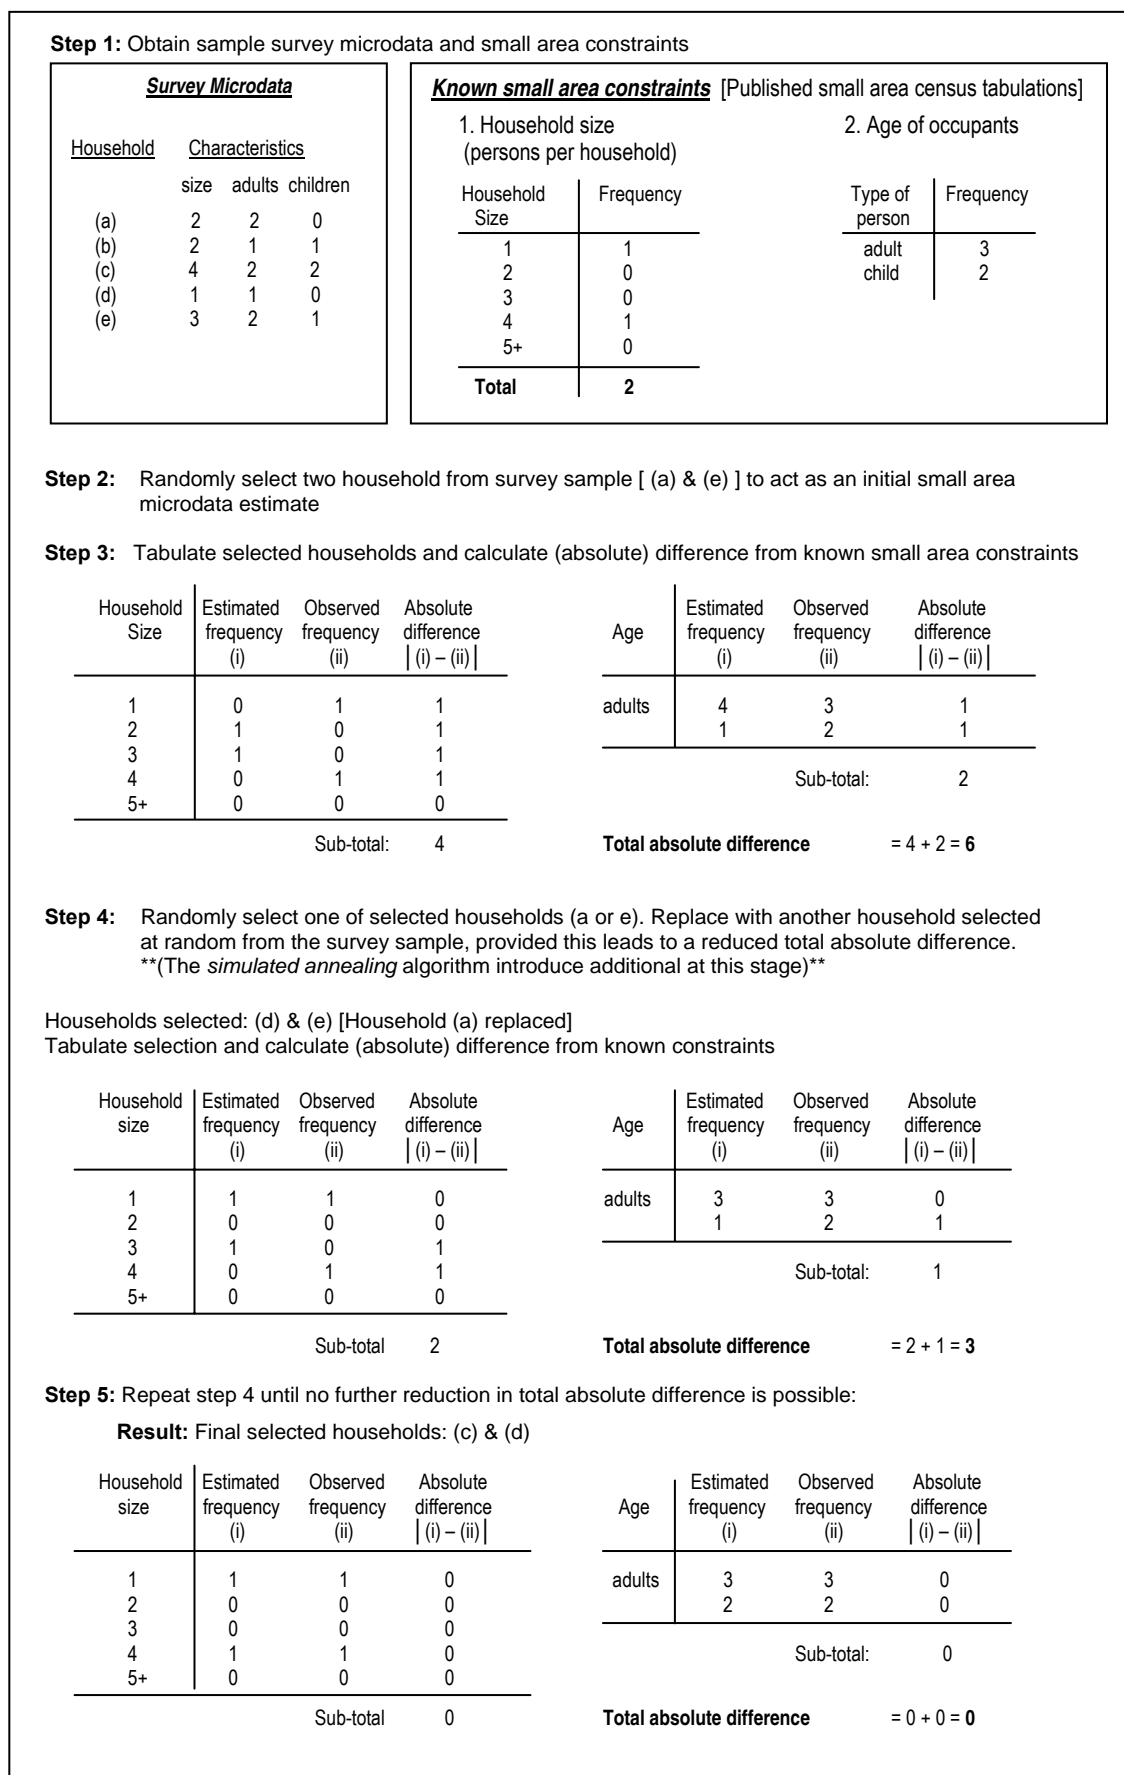 Step 1: Obtain sample survey microdata and small area constraints
Survey Microdata
Household Characteristics
size adults children
(a) 2 2 0
(b) 2 1 1
(c) 4 2 2
(d) 1 1 0
(e) 3 2 1
Known small area constraints [Published small area census tabulations]
1. Household size
(persons per household)
Household Frequency
Size
1 1
2 0
3 0
4 1
5+ 0
Total 2
2. Age of occupants
Type of Frequency
person
adult 3
child 2
Step 2: Randomly select two household from survey sample [ (a) & (e) ] to act as an initial small area
microdata estimate
Step 3: Tabulate selected households and calculate (absolute) difference from known small area constraints
Household Estimated Observed Absolute
Size frequency frequency difference
(i) (ii) | (i) – (ii) |
1 0 1 1
2 1 0 1
3 1 0 1
4 0 1 1
5+ 0 0 0
Sub-total: 4
Estimated Observed Absolute
Age frequency frequency difference
(i) (ii) | (i) – (ii) |
adults 4 3 1
1 2 1
Sub-total: 2
Total absolute difference = 4 + 2 = 6
Step 4: Randomly select one of selected households (a or e). Replace with another household selected
at random from the survey sample, provided this leads to a reduced total absolute difference.
**(The simulated annealing algorithm introduce additional at this stage)**
Households selected: (d) & (e) [Household (a) replaced]
Tabulate selection and calculate (absolute) difference from known constraints
Household Estimated Observed Absolute
size frequency frequency difference
(i) (ii) | (i) – (ii) |
1 1 1 0
2 0 0 0
3 1 0 1
4 0 1 1
5+ 0 0 0
Sub-total 2
Estimated Observed Absolute
Age frequency frequency difference
(i) (ii) | (i) – (ii) |
adults 3 3 0
1 2 1
Sub-total: 1
Total absolute difference = 2 + 1 = 3
Step 5: Repeat step 4 until no further reduction in total absolute difference is possible:
Result: Final selected households: (c) & (d)
Household Estimated Observed Absolute
size frequency frequency difference
(i) (ii) | (i) – (ii) |
1 1 1 0
2 0 0 0
3 0 0 0
4 1 1 0
5+ 0 0 0
Sub-total 0
Estimated Observed Absolute
Age frequency frequency difference
(i) (ii) | (i) – (ii) |
adults 3 3 0
2 2 0
Sub-total: 0
Total absolute difference = 0 + 0 = 0